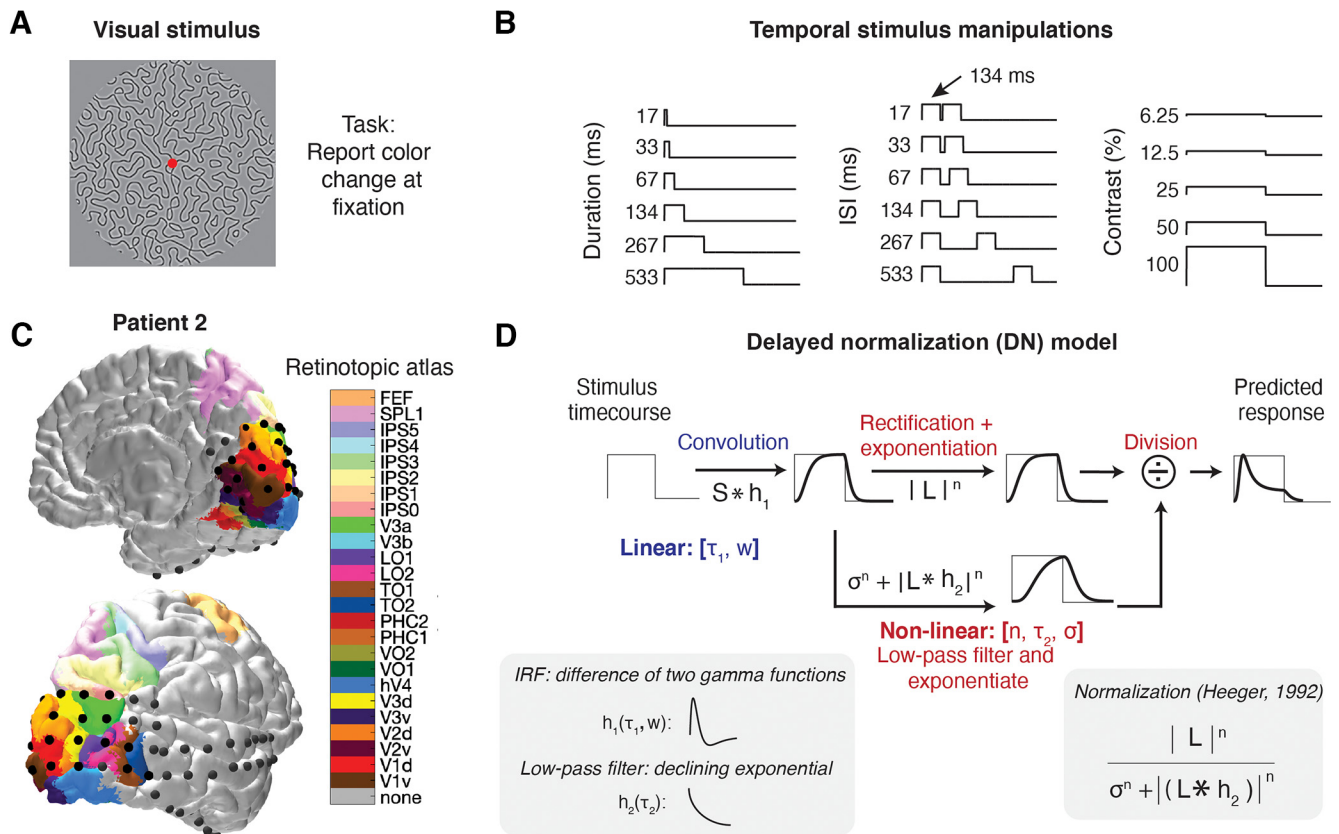 A
Visual stimulus
Task:
Report color
change at
fixation
B
Temporal stimulus manipulations
Duration (ms)
17
33
67
134
267
533
134 ms
ISI (ms)
17
33
67
134
267
533
Contrast (%)
6.25
12.5
25
50
100
C
Patient 2
Retinotopic atlas
FEF
SPL1
IPS5
IPS4
IPS3
IPS2
IPS1
IPS0
V3a
V3b
LO1
LO2
TO1
TO2
PHC2
PHC1
VO2
VO1
hV4
V3d
V3v
V2d
V2v
V1d
V1v
none
D
Delayed normalization (DN) model
Stimulus
timecourse
Convolution
S * h₁
Linear: [τ₁, w]
Rectification +
exponentiation
| L |ⁿ
Division
÷
Predicted
response
σⁿ + |L * h₂|ⁿ
Non-linear: [n, τ₂, σ]
Low-pass filter and
exponentiate
IRF: difference of two gamma functions
h₁(τ₁, w):
Low-pass filter: declining exponential
h₂(τ₂):
Normalization (Heeger, 1992)
| L |ⁿ
σⁿ + |(L * h₂)|ⁿ